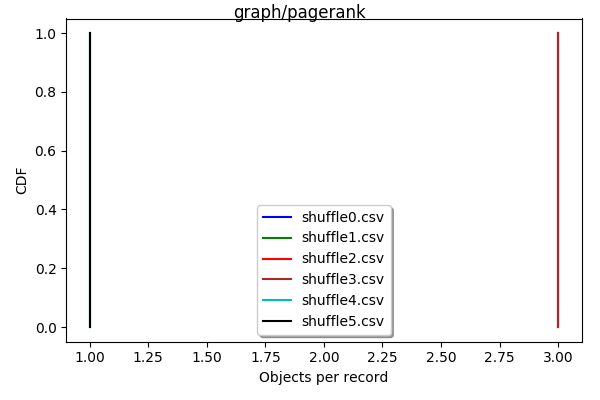 graph/pagerank
1.0
0.8
0.6
0.4
0.2
0.0
CDF
shuffle0.csv
shuffle1.csv
shuffle2.csv
shuffle3.csv
shuffle4.csv
shuffle5.csv
1.00 1.25 1.50 1.75 2.00 2.25 2.50 2.75 3.00
Objects per record